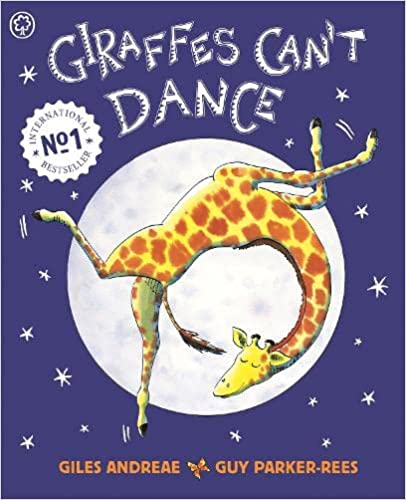 GIRAFFES CAN'T
DANCE
INTERNATIONAL
Nº1
BESTSELLER
GILES ANDREAE GUY PARKER-REES